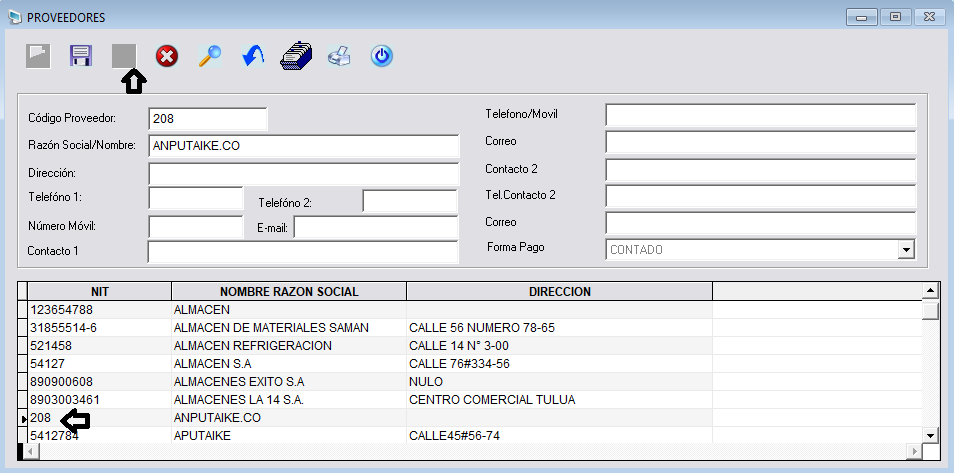 PROVEEDORES
Código Proveedor: 208
Razón Social/Nombre: ANPUTAIKE.CO
Dirección:
Telefóno 1:
Telefóno 2:
Número Móvil:
E-mail:
Contacto 1
Telefono/Movil
Correo
Contacto 2
Tel.Contacto 2
Correo
Forma Pago CONTADO
NIT NOMBRE RAZON SOCIAL DIRECCION
123654788 ALMACEN
31855514-6 ALMACEN DE MATERIALES SAMAN CALLE 56 NUMERO 78-65
521458 ALMACEN REFRIGERACION CALLE 14 N° 3-00
54127 ALMACEN S.A CALLE 76#334-56
890900608 ALMACENES EXITO S.A NULO
8903003461 ALMACENES LA 14 S.A. CENTRO COMERCIAL TULUA
208 ANPUTAIKE.CO
5412784 APUTAIKE CALLE45#56-74